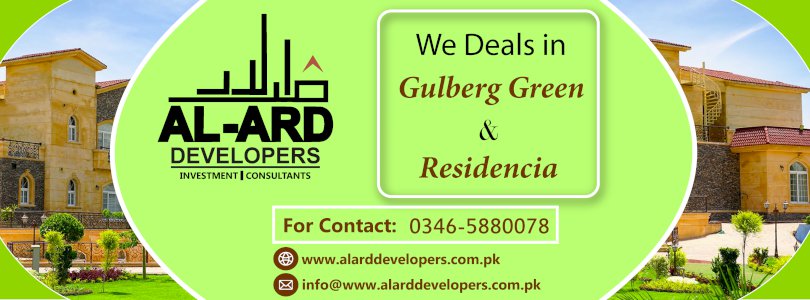 AL-ARD
DEVELOPERS
INVESTMENT | CONSULTANTS
We Deals in
Gulberg Green
&
Residencia
For Contact: 0346-5880078
www.alarddevelopers.com.pk
info@www.alarddevelopers.com.pk